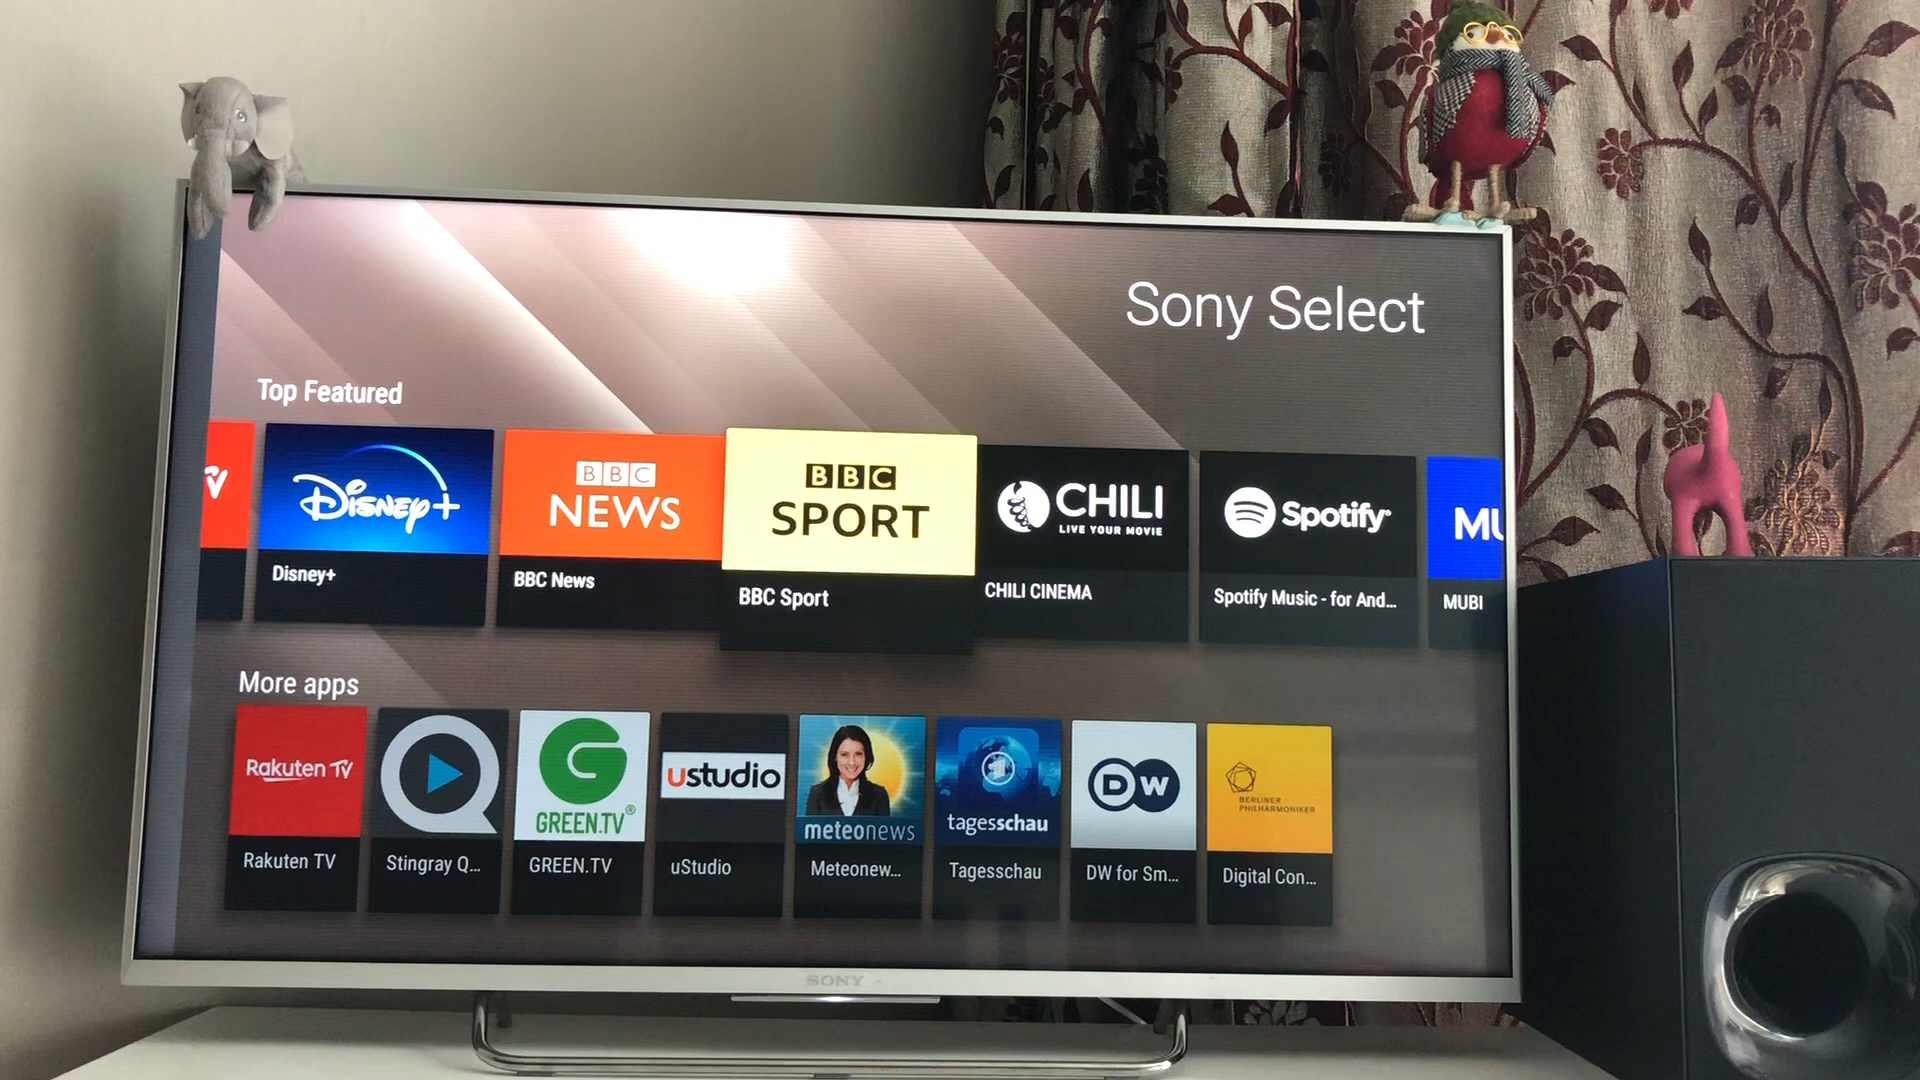 Sony Select
Top Featured
Disney+
BBC
NEWS
BBC
SPORT
CHILI
LIVE YOUR MOVIE
Spotify
MU
Disney+
BBC News
BBC Sport
CHILI CINEMA
Spotify Music - for And...
MUBI
More apps
Rakuten TV
GREEN.TV®
ustudio
meteonews
tagesschau
DW
BERLINER
PHILHARMONIKER
Rakuten TV
Stingray Q...
GREEN.TV
uStudio
Meteonew...
Tagesschau
DW for Sm...
Digital Con...
SONY